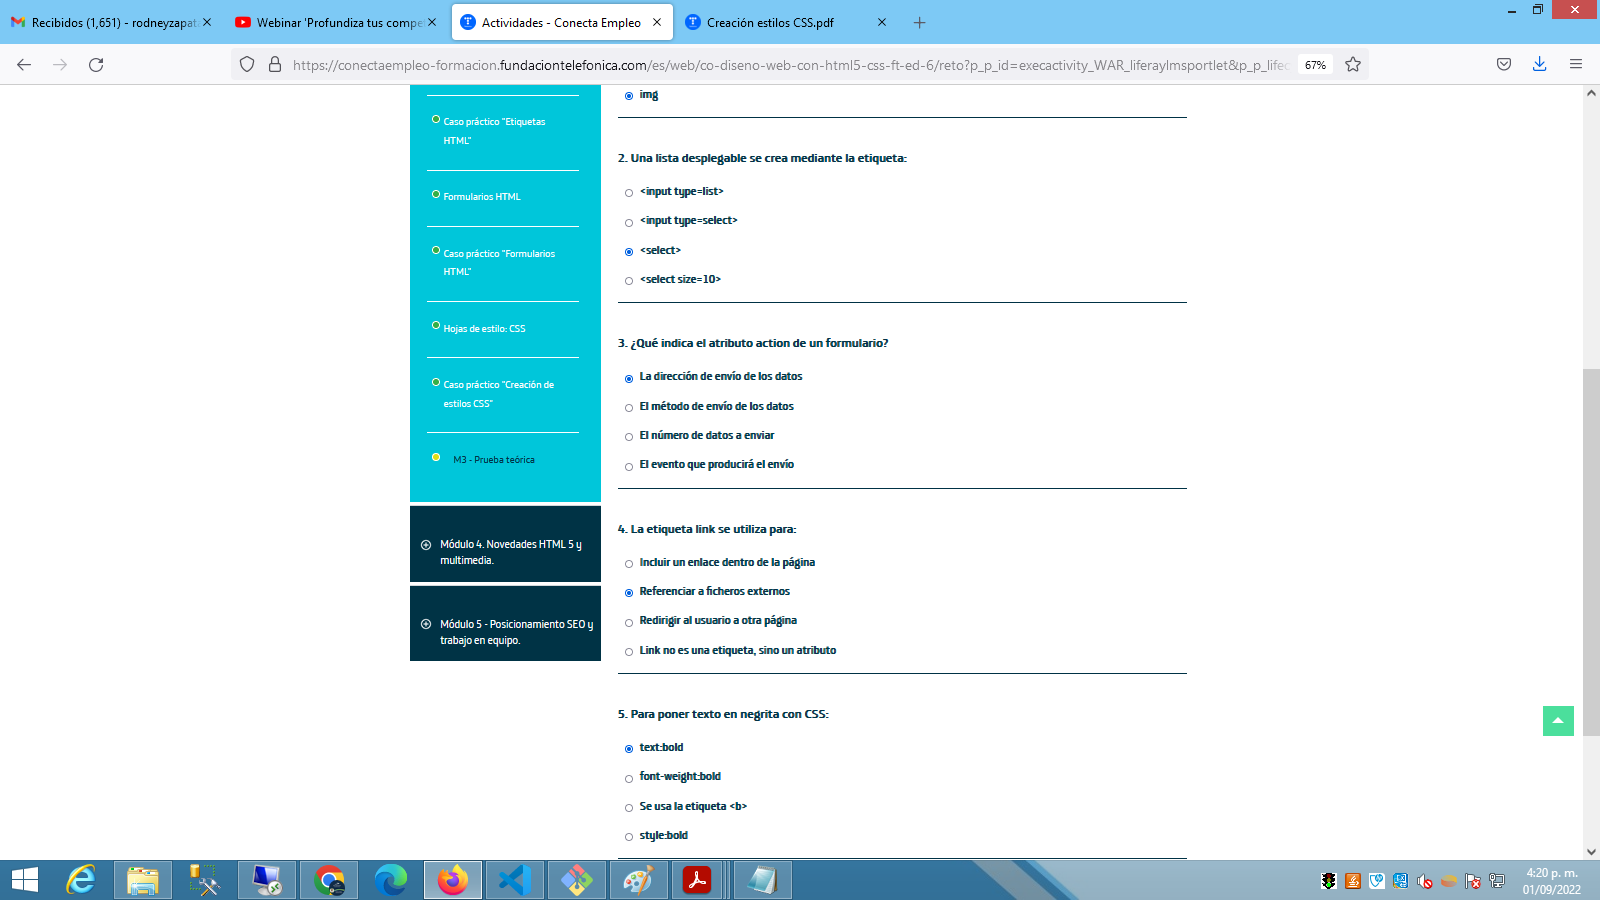 Recibidos (1,651) - rodneyzapata
Webinar 'Profundiza tus compet
Actividades - Conecta Empleo
Creación estilos CSS.pdf
https://conectaempleo-formacion.fundaciontelefonica.com/es/web/co-diseno-web-con-html5-css-ft-ed-6/reto?p_p_id=execactivity_WAR_liferaylmsportlet&p_p_lifec
67%
img
Caso práctico "Etiquetas
HTML"
Formularios HTML
Caso práctico "Formularios
HTML"
Hojas de estilo: CSS
Caso práctico "Creación de
estilos CSS"
M3 - Prueba teórica
Módulo 4. Novedades HTML 5 y
multimedia.
Módulo 5 - Posicionamiento SEO y
trabajo en equipo.
2. Una lista desplegable se crea mediante la etiqueta:
<input type=list>
<input type=select>
<select>
<select size=10>
3. ¿Qué indica el atributo action de un formulario?
La dirección de envío de los datos
El método de envío de los datos
El número de datos a enviar
El evento que producirá el envío
4. La etiqueta link se utiliza para:
Incluir un enlace dentro de la página
Referenciar a ficheros externos
Redirigir al usuario a otra página
Link no es una etiqueta, sino un atributo
5. Para poner texto en negrita con CSS:
text:bold
font-weight:bold
Se usa la etiqueta <b>
style:bold
4:20 p. m.
01/09/2022